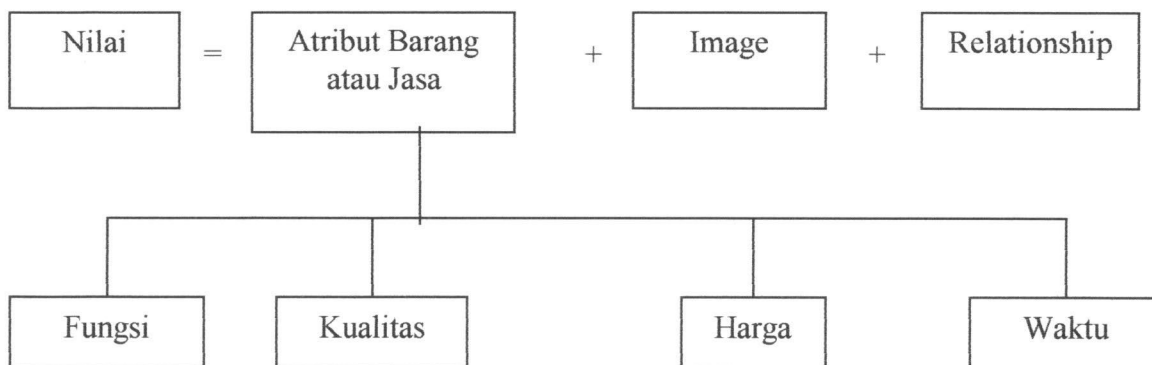 Nilai = Atribut Barang + Image + Relationship
atau Jasa
Fungsi Kualitas Harga Waktu